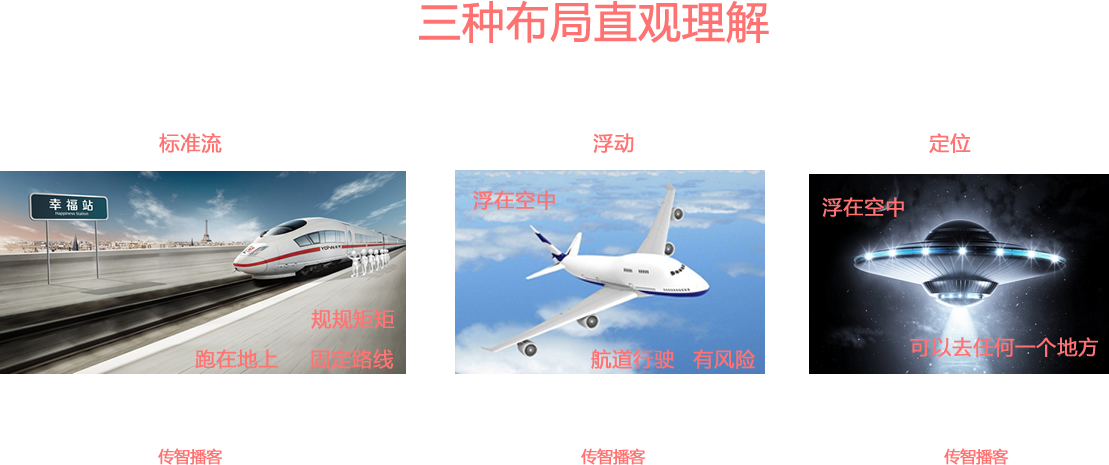 三种布局直观理解
标准流
浮动
定位
幸福站
Happiness Station
浮在空中
浮在空中
规规矩矩
跑在地上 固定路线
航道行驶 有风险
可以去任何一个地方
传智播客
传智播客
传智播客